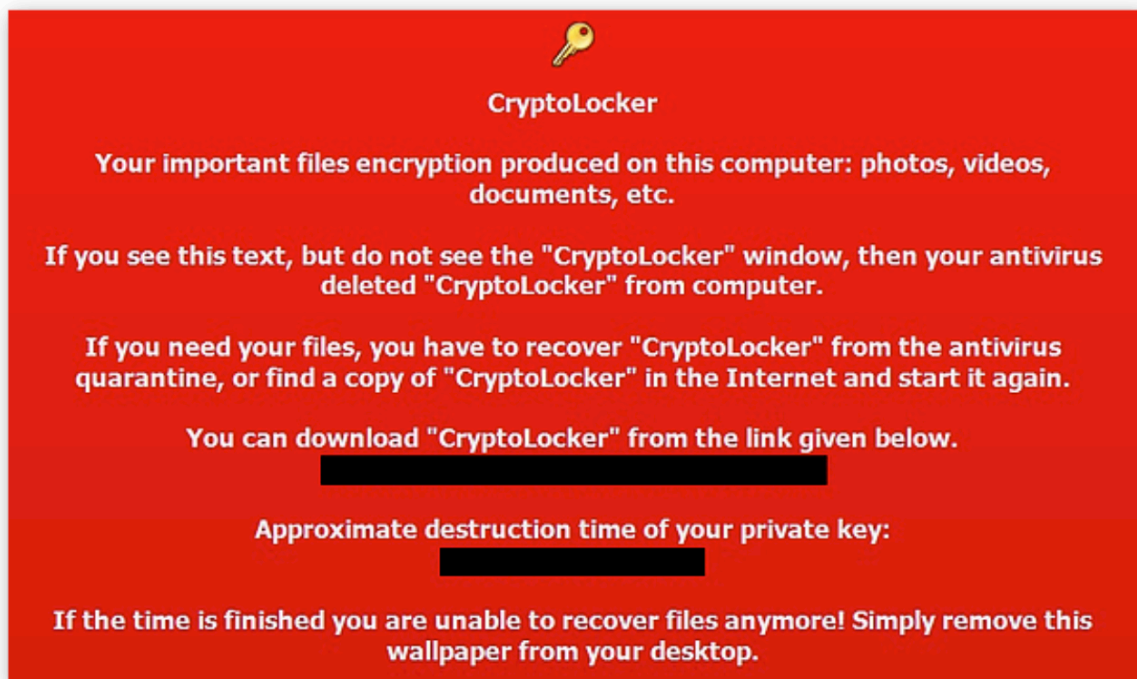 CryptoLocker
Your important files encryption produced on this computer: photos, videos,
documents, etc.
If you see this text, but do not see the "CryptoLocker" window, then your antivirus
deleted "CryptoLocker" from computer.
If you need your files, you have to recover "CryptoLocker" from the antivirus
quarantine, or find a copy of "CryptoLocker" in the Internet and start it again.
You can download "CryptoLocker" from the link given below.
Approximate destruction time of your private key:
If the time is finished you are unable to recover files anymore! Simply remove this
wallpaper from your desktop.